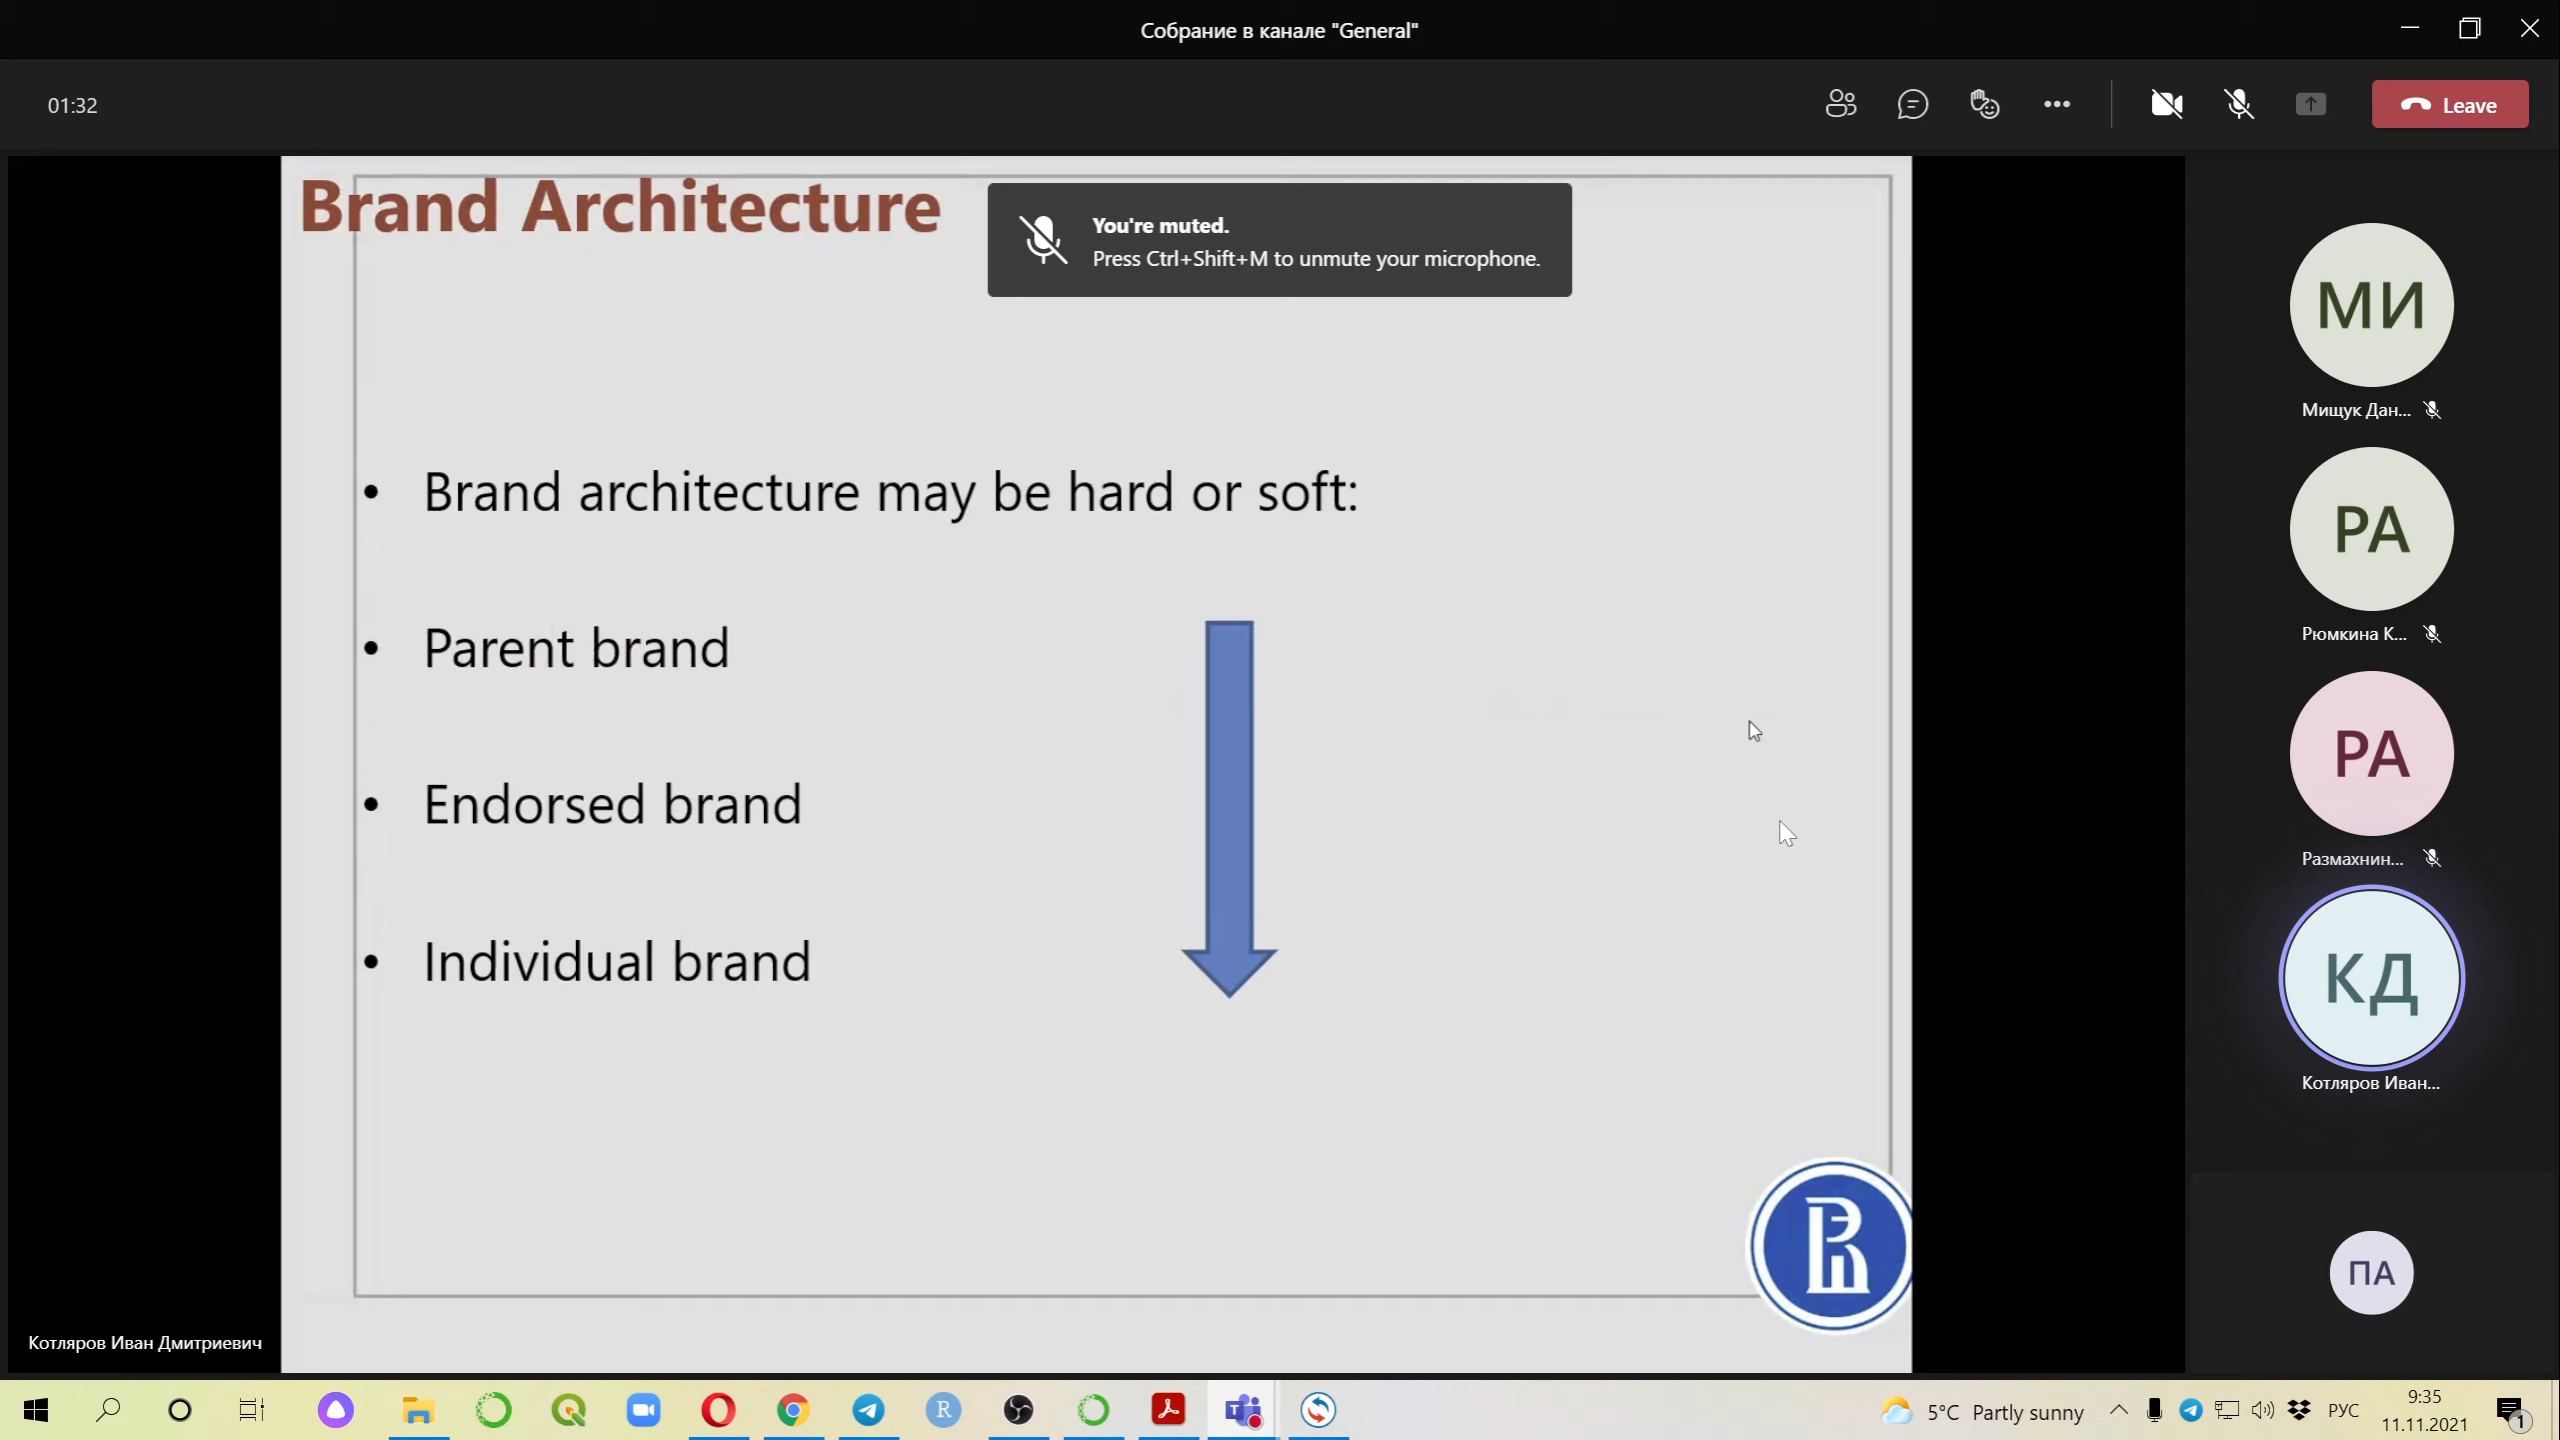 Собрание в канале "General"
01:32
Leave
Brand Architecture
You're muted.
Press Ctrl+Shift+M to unmute your microphone.
• Brand architecture may be hard or soft:
• Parent brand
• Endorsed brand
• Individual brand
МИ
Мищук Дан...
РА
Рюмкина К...
РА
Размахнин...
КД
Котляров Иван...
ПА
Котляров Иван Дмитриевич
5°C Partly sunny
РУС
9:35
11.11.2021
1